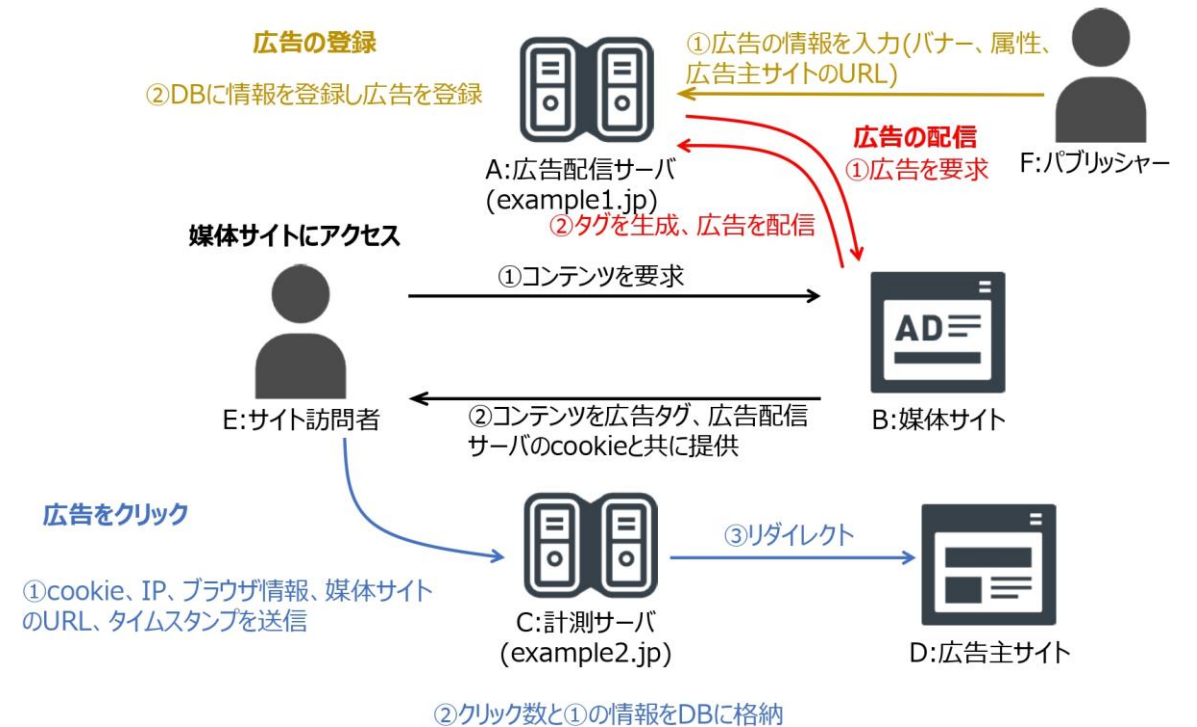 広告の登録
②DBに情報を登録し広告を登録
①広告の情報を入力(バナー、属性、
広告主サイトのURL)
A:広告配信サーバ
(example1.jp)
広告の配信
①広告を要求
F:パブリッシャー
②タグを生成、広告を配信
媒体サイトにアクセス
①コンテンツを要求
AD
E:サイト訪問者
②コンテンツを広告タグ、広告配信
サーバのcookieと共に提供
B:媒体サイト
広告をクリック
③リダイレクト
①cookie、IP、ブラウザ情報、媒体サイト
のURL、タイムスタンプを送信
C:計測サーバ
(example2.jp)
D:広告主サイト
②クリック数と①の情報をDBに格納